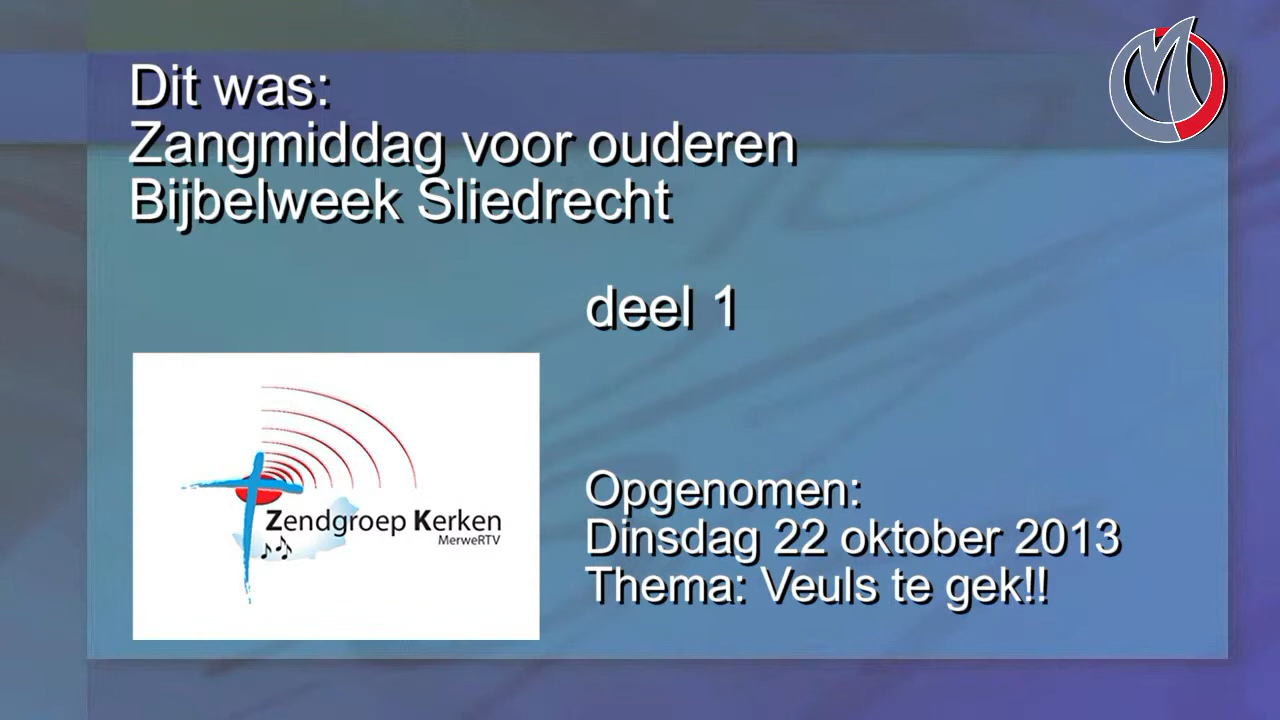 Dit was:
Zangmiddag voor ouderen
Bijbelweek Sliedrecht
deel 1
Zendgroep Kerken
MerweRTV
Opgenomen:
Dinsdag 22 oktober 2013
Thema: Veuls te gek!!